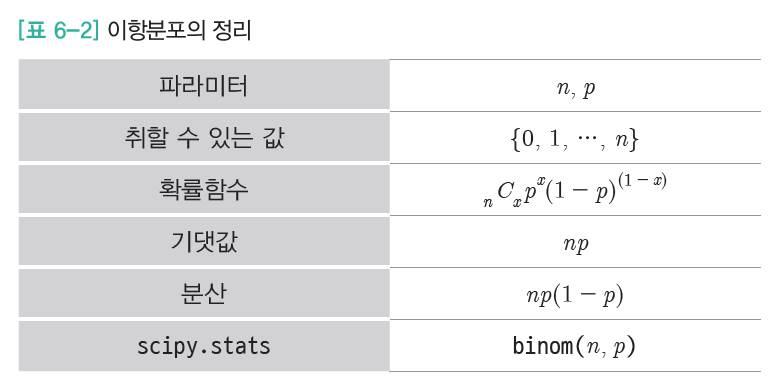 [표 6-2] 이항분포의 정리
파라미터 n, p
취할 수 있는 값 {0, 1, ⋯, n}
확률함수 ₙCₓpˣ(1 − p)⁽¹ ⁻ ˣ⁾
기댓값 np
분산 np(1 − p)
scipy.stats binom(n, p)